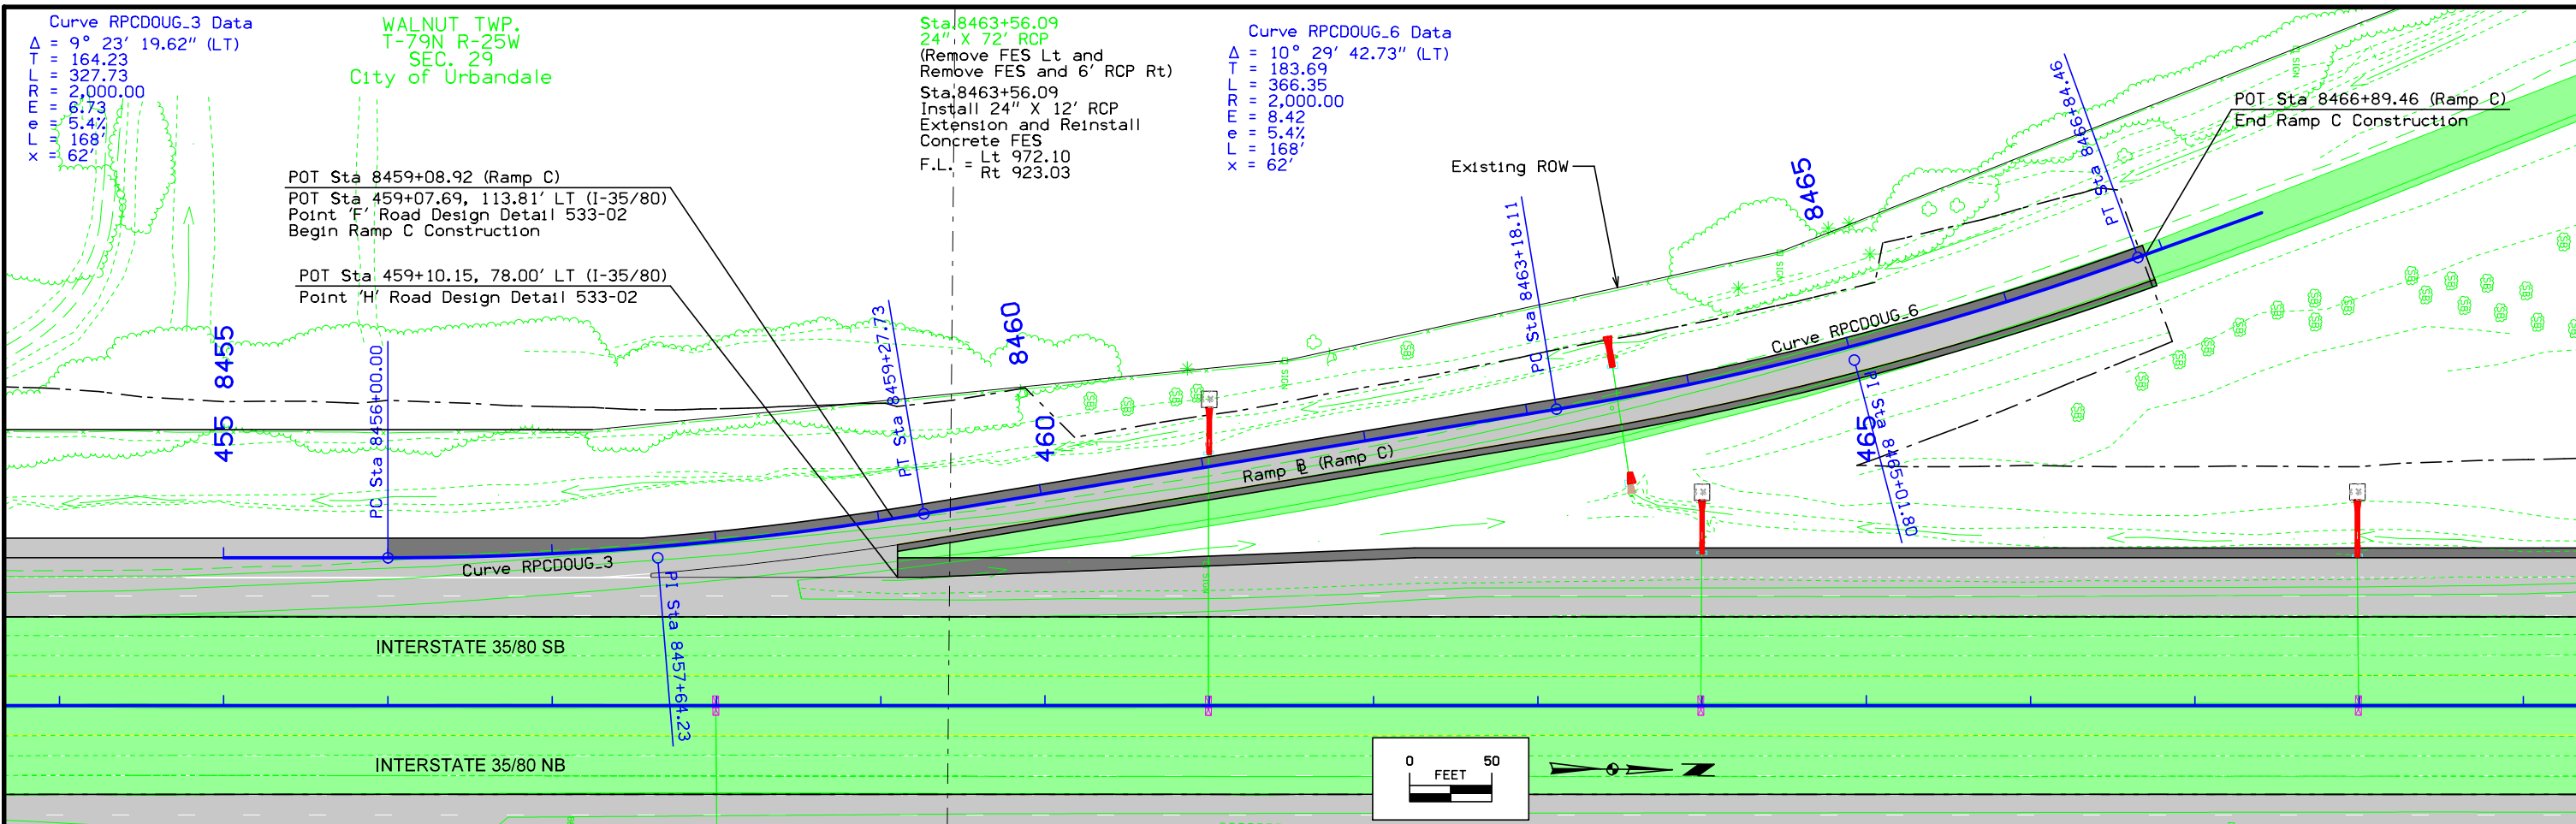 Curve RPCDOUG_3 Data
Δ = 9° 23' 19.62" (LT)
T = 164.23
L = 327.73
R = 2,000.00
E = 6.73
e = 5.4%
L = 168'
x = 62'
WALNUT TWP.
T-79N R-25W
SEC. 29
City of Urbandale
Sta 8463+56.09
24" X 72' RCP
(Remove FES Lt and
Remove FES and 6' RCP Rt)
Sta 8463+56.09
Install 24" X 12' RCP
Extension and Reinstall
Concrete FES
F.L. = Lt 972.10
Rt 923.03
Curve RPCDOUG_6 Data
Δ = 10° 29' 42.73" (LT)
T = 183.69
L = 366.35
R = 2,000.00
E = 8.42
e = 5.4%
L = 168'
x = 62'
POT Sta 8459+08.92 (Ramp C)
POT Sta 459+07.69, 113.81' LT (I-35/80)
Point 'F' Road Design Detail 533-02
Begin Ramp C Construction
POT Sta 459+10.15, 78.00' LT (I-35/80)
Point 'H' Road Design Detail 533-02
Existing ROW
POT Sta 8466+89.46 (Ramp C)
End Ramp C Construction
PT Sta 8466+84.46
8465
PC Sta 8463+18.11
8460
PT Sta 8459+27.73
8455
455
PC Sta 8456+00.00
460
465
PI Sta 8465+01.80
Curve RPCDOUG_6
Ramp ℄ (Ramp C)
Curve RPCDOUG_3
PI Sta 8457+64.23
SIGN
SIGN
SIGN
SIGN
INTERSTATE 35/80 SB
INTERSTATE 35/80 NB
0 50
FEET